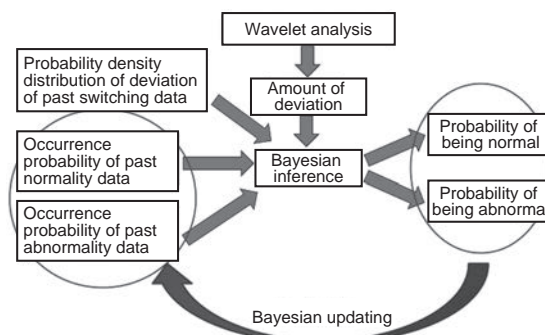 Wavelet analysis
Probability density
distribution of deviation
of past switching data
Amount of
deviation
Occurrence
probability of past
normality data
Bayesian
inference
Probability of
being normal
Occurrence
probability of past
abnormality data
Probability of
being abnorma
Bayesian updating